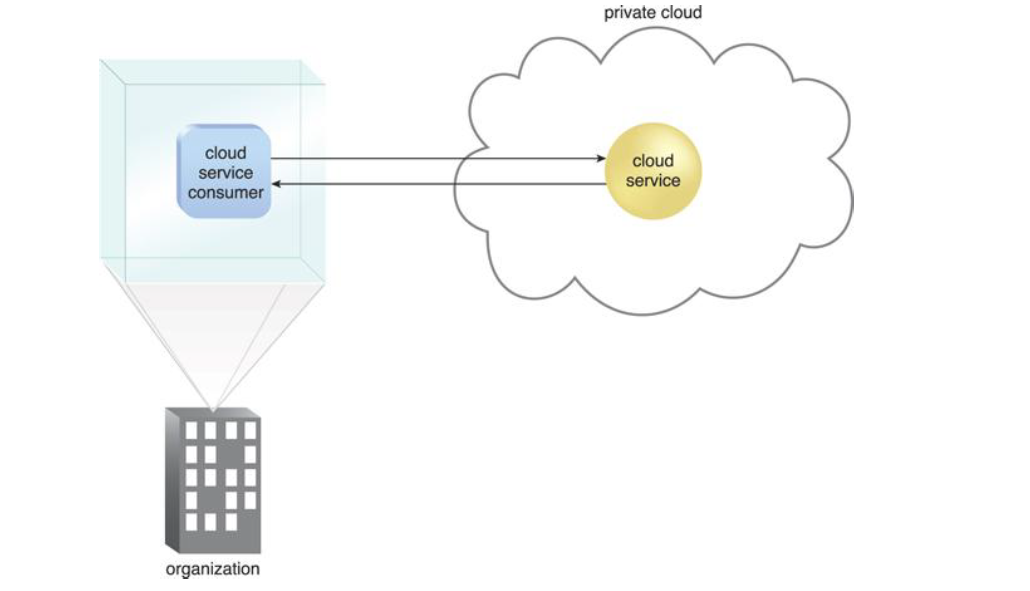 private cloud
cloud
service
consumer
cloud
service
organization